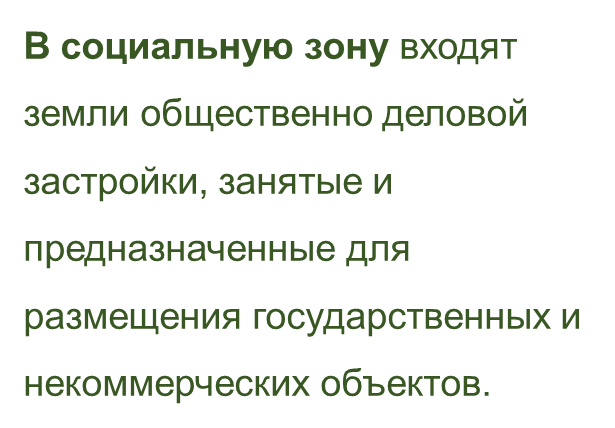 В социальную зону входят
земли общественно деловой
застройки, занятые и
предназначенные для
размещения государственных и
некоммерческих объектов.